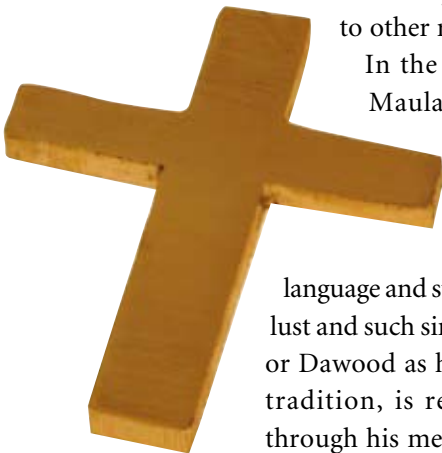 to other
In the
Maula
language and
lust and such sin
or Dawood as h
tradition, is re
through his me